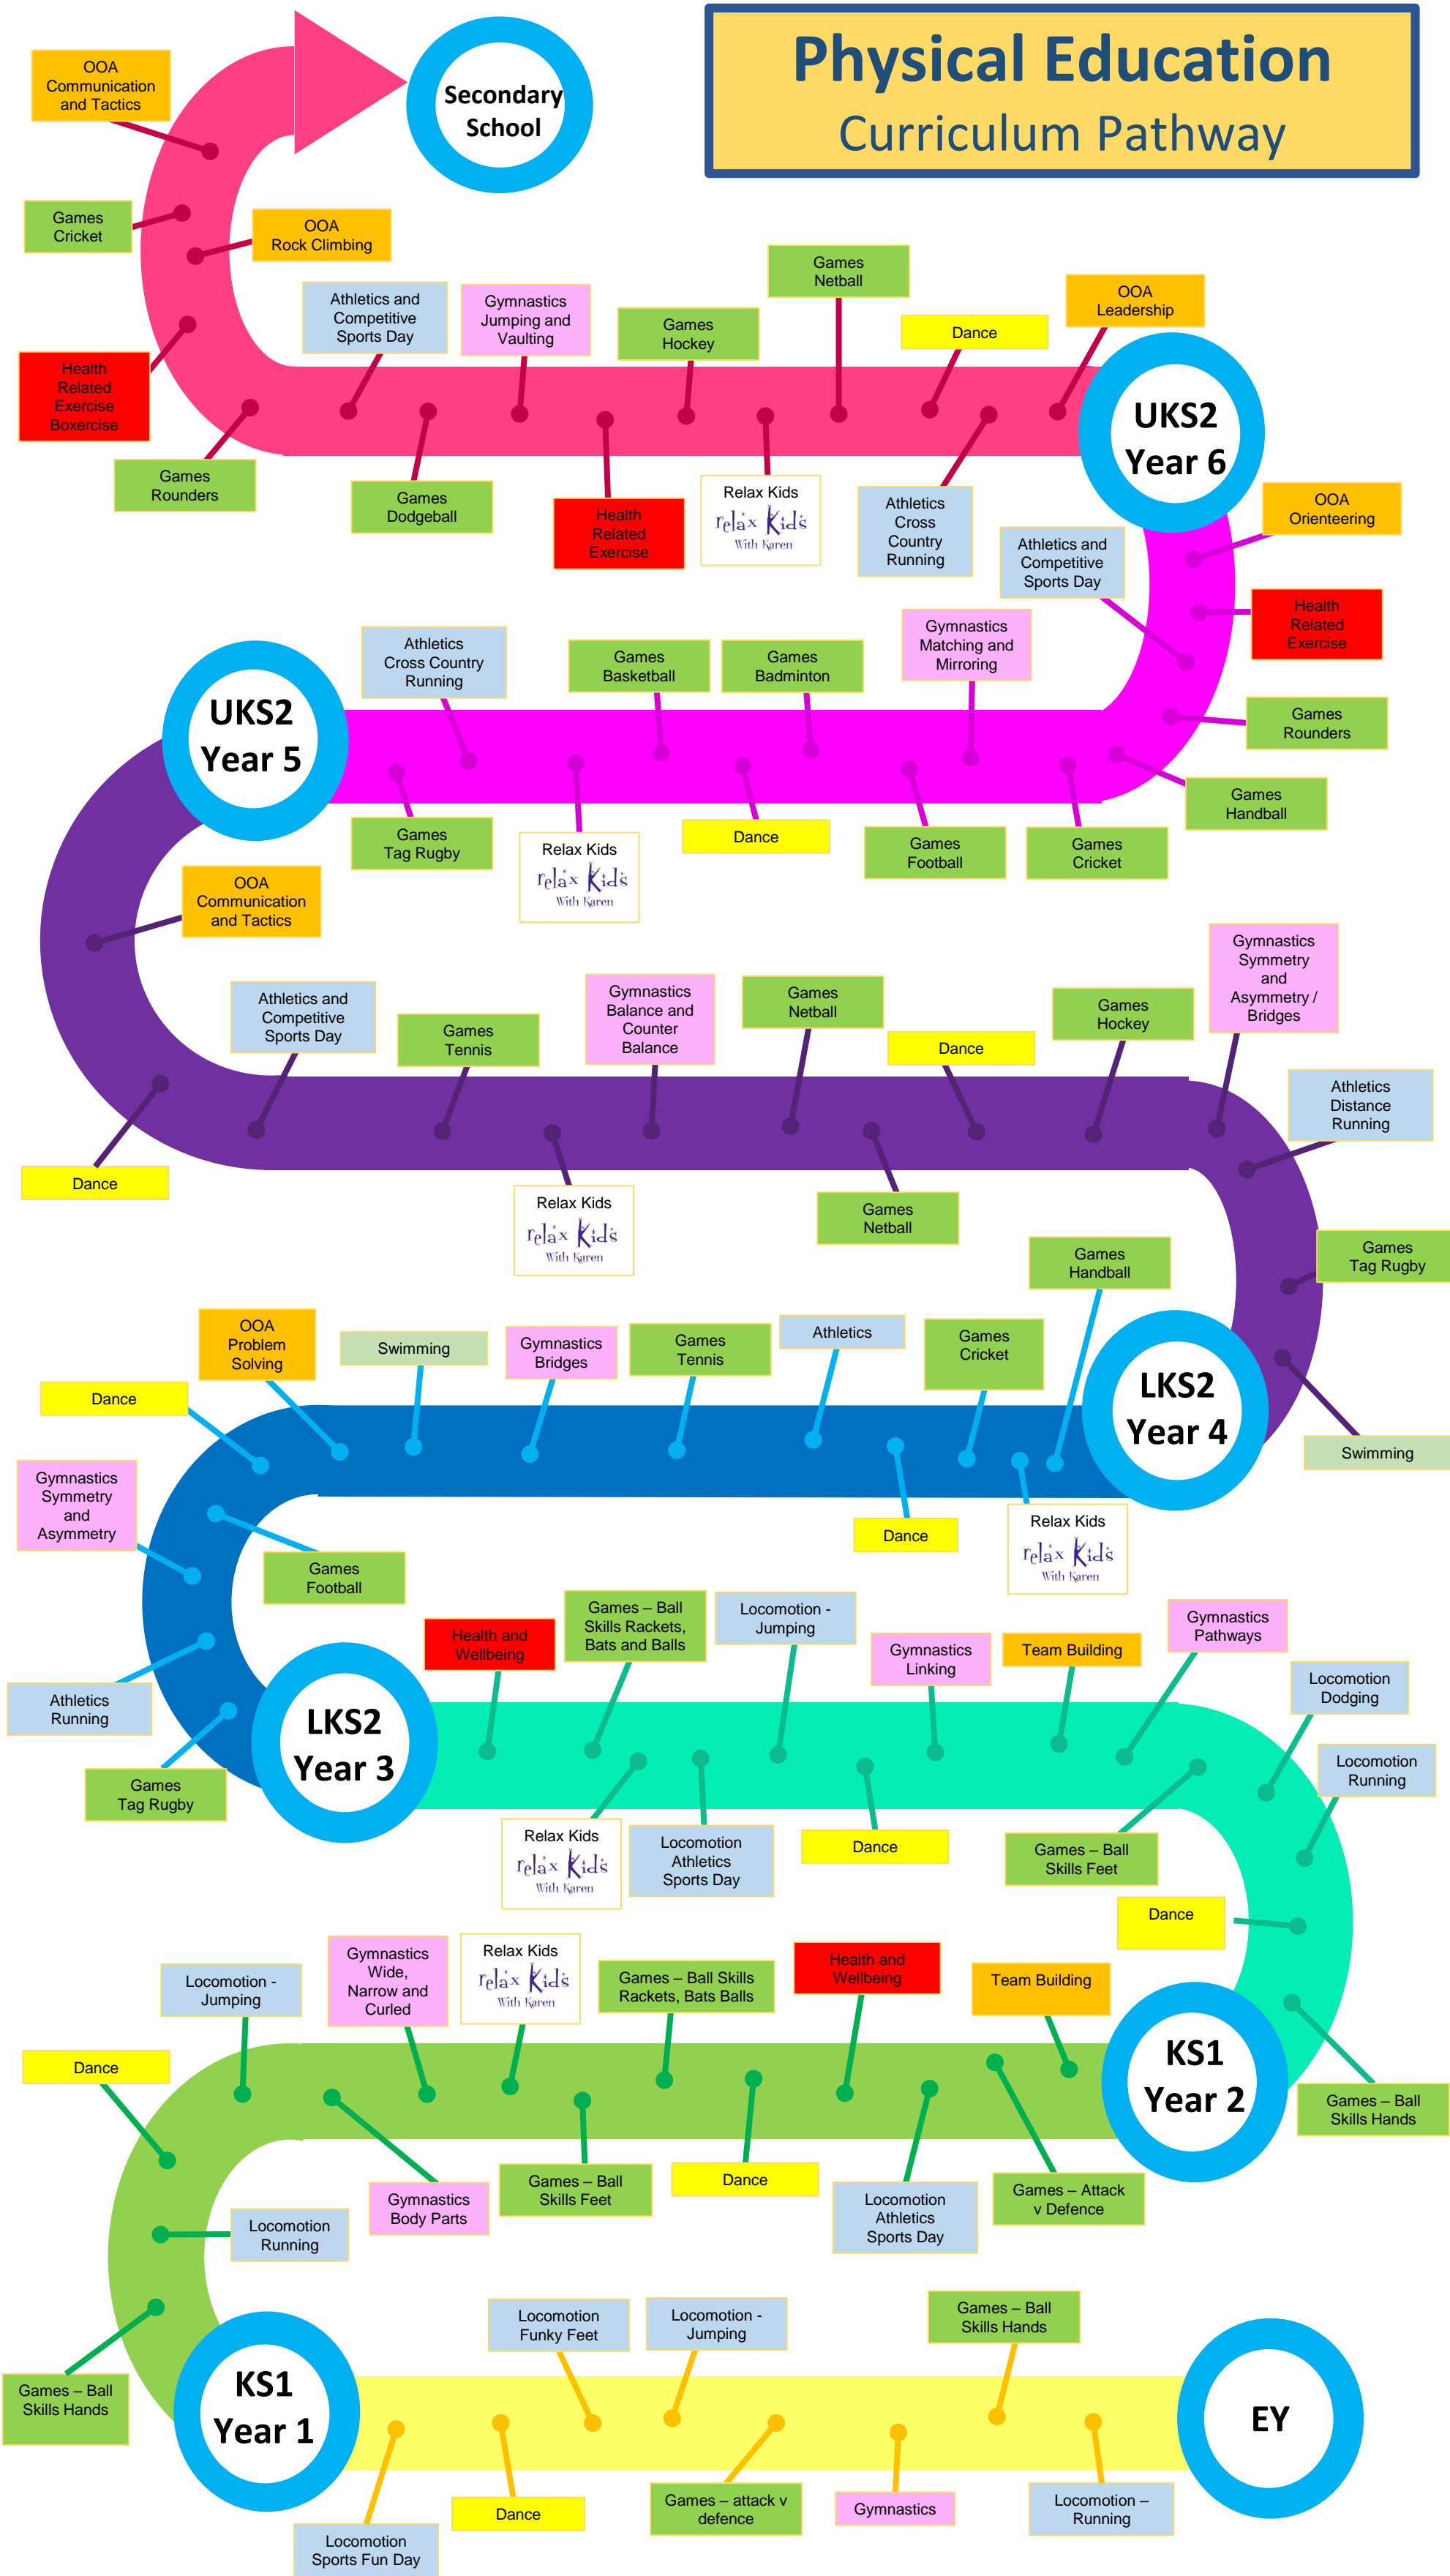 Physical Education
Curriculum Pathway
Secondary
School
OOA
Communication
and Tactics
Games
Cricket
OOA
Rock Climbing
Health
Related
Exercise
Boxercise
Games
Rounders
Athletics and
Competitive
Sports Day
Games
Dodgeball
Gymnastics
Jumping and
Vaulting
Health
Related
Exercise
Games
Hockey
Relax Kids
relax Kids
With Karen
Games
Netball
Dance
Athletics
Cross
Country
Running
OOA
Leadership
UKS2
Year 6
OOA
Orienteering
Athletics and
Competitive
Sports Day
Health
Related
Exercise
Games
Rounders
Games
Handball
Gymnastics
Matching and
Mirroring
Games
Cricket
Games
Football
Games
Badminton
Dance
Games
Basketball
Relax Kids
relax Kids
With Karen
Athletics
Cross Country
Running
Games
Tag Rugby
UKS2
Year 5
OOA
Communication
and Tactics
Dance
Athletics and
Competitive
Sports Day
Games
Tennis
Relax Kids
relax Kids
With Karen
Gymnastics
Balance and
Counter
Balance
Games
Netball
Games
Netball
Dance
Games
Hockey
Gymnastics
Symmetry
and
Asymmetry /
Bridges
Athletics
Distance
Running
Games
Tag Rugby
Swimming
LKS2
Year 4
Games
Handball
Relax Kids
relax Kids
With Karen
Games
Cricket
Dance
Athletics
Games
Tennis
Gymnastics
Bridges
Swimming
OOA
Problem
Solving
Dance
Games
Football
Gymnastics
Symmetry
and
Asymmetry
Athletics
Running
Games
Tag Rugby
LKS2
Year 3
Health and
Wellbeing
Games – Ball
Skills Rackets,
Bats and Balls
Relax Kids
relax Kids
With Karen
Locomotion
Athletics
Sports Day
Locomotion -
Jumping
Dance
Gymnastics
Linking
Team Building
Gymnastics
Pathways
Games – Ball
Skills Feet
Locomotion
Dodging
Locomotion
Running
Dance
Games – Ball
Skills Hands
KS1
Year 2
Team Building
Games – Attack
v Defence
Locomotion
Athletics
Sports Day
Health and
Wellbeing
Dance
Games – Ball Skills
Rackets, Bats Balls
Games – Ball
Skills Feet
Relax Kids
relax Kids
With Karen
Gymnastics
Wide,
Narrow and
Curled
Gymnastics
Body Parts
Locomotion -
Jumping
Dance
Locomotion
Running
Games – Ball
Skills Hands
KS1
Year 1
Locomotion
Sports Fun Day
Dance
Locomotion
Funky Feet
Locomotion -
Jumping
Games – attack v
defence
Gymnastics
Games – Ball
Skills Hands
Locomotion –
Running
EY